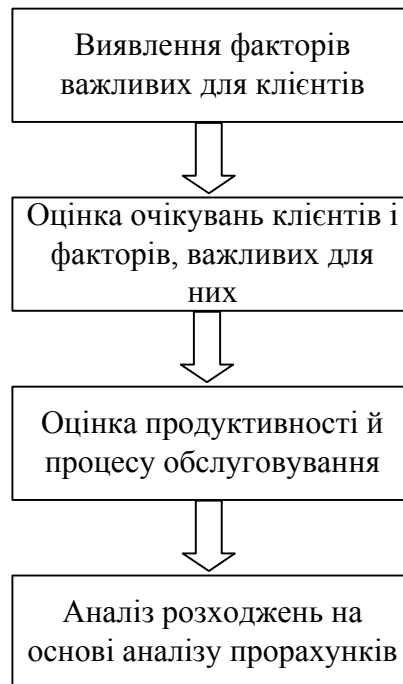 Виявлення факторів
важливих для клієнтів
Оцінка очікувань клієнтів і
факторів, важливих для
них
Оцінка продуктивності й
процесу обслуговування
Аналіз розходжень на
основі аналізу прорахунків